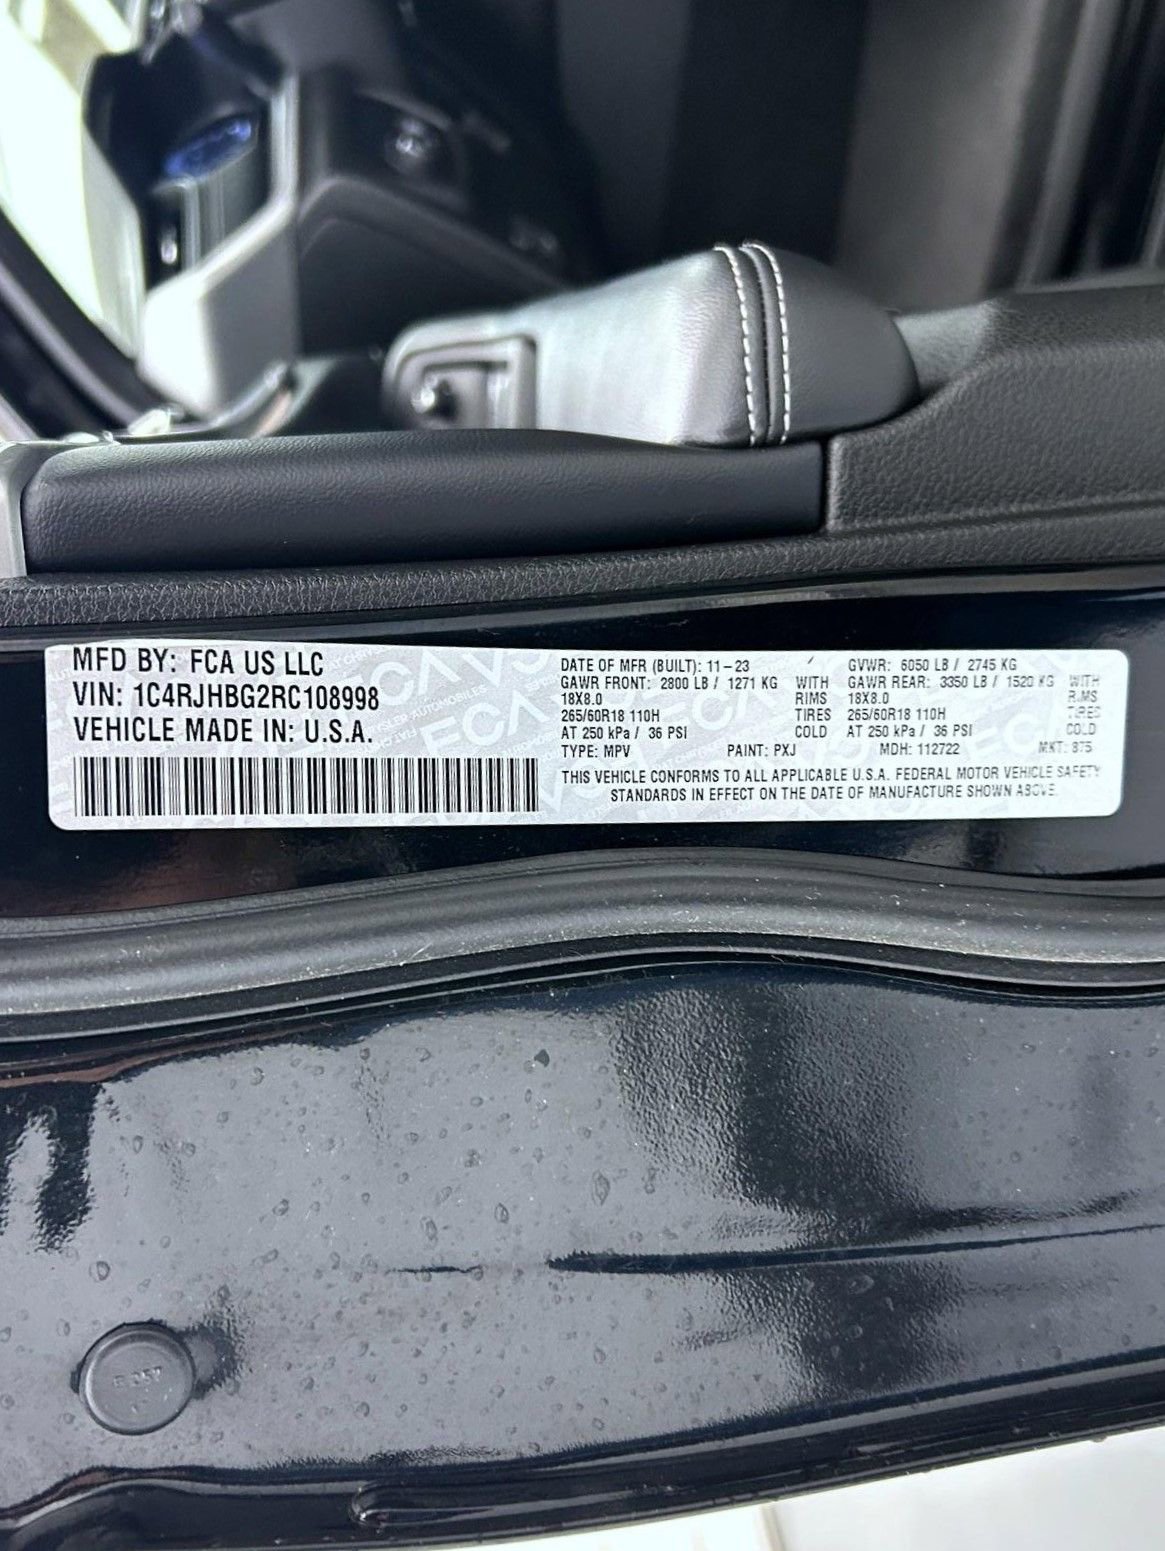 MFD BY: FCA US LLC
VIN: 1C4RJHBG2RC108998
VEHICLE MADE IN: U.S.A.
DATE OF MFR (BUILT): 11-23 GVWR: 6050 LB / 2745 KG
GAWR FRONT: 2800 LB / 1271 KG WITH GAWR REAR: 3350 LB / 1520 KG WITH
18X8.0 RIMS 18X8.0 RIMS
265/60R18 110H TIRES 265/60R18 110H TIRES
AT 250 kPa / 36 PSI COLD AT 250 kPa / 36 PSI COLD
TYPE: MPV PAINT: PXJ MDH: 112722 MKT: 875
THIS VEHICLE CONFORMS TO ALL APPLICABLE U.S.A. FEDERAL MOTOR VEHICLE SAFETY
STANDARDS IN EFFECT ON THE DATE OF MANUFACTURE SHOWN ABOVE.